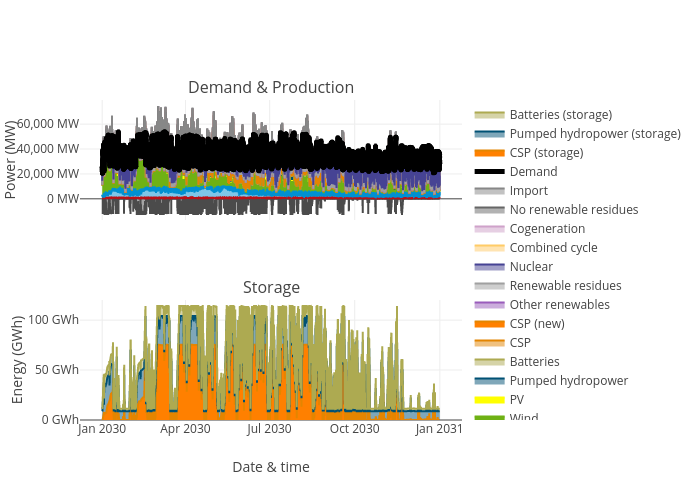 Demand & Production
Power (MW)
60,000 MW
40,000 MW
20,000 MW
0 MW
Storage
Energy (GWh)
100 GWh
50 GWh
0 GWh
Jan 2030
Apr 2030
Jul 2030
Oct 2030
Jan 2031
Date & time
Batteries (storage)
Pumped hydropower (storage)
CSP (storage)
Demand
Import
No renewable residues
Cogeneration
Combined cycle
Nuclear
Renewable residues
Other renewables
CSP (new)
CSP
Batteries
Pumped hydropower
PV
Wind